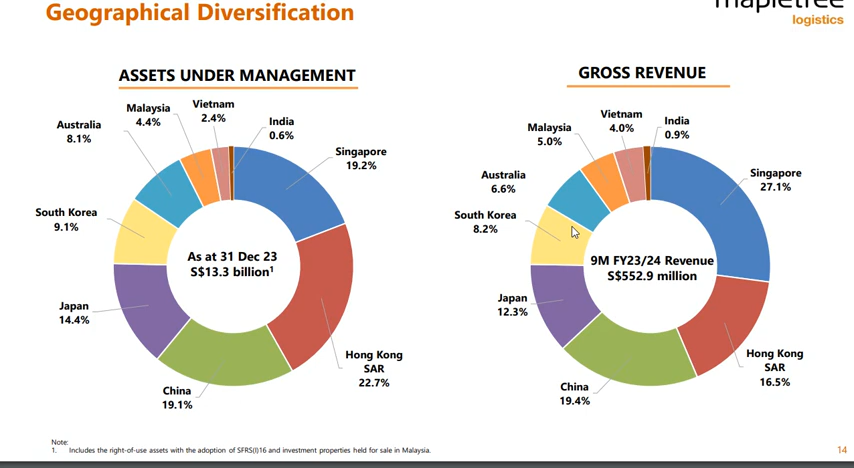 Geographical Diversification
mapletree
logistics
ASSETS UNDER MANAGEMENT
Vietnam
2.4%
Malaysia
4.4%
India
0.6%
Australia
8.1%
Singapore
19.2%
South Korea
9.1%
As at 31 Dec 23
S$13.3 billion¹
Japan
14.4%
Hong Kong
SAR
22.7%
China
19.1%
GROSS REVENUE
Vietnam
4.0%
India
0.9%
Malaysia
5.0%
Australia
6.6%
Singapore
27.1%
South Korea
8.2%
9M FY23/24 Revenue
S$552.9 million
Japan
12.3%
Hong Kong
SAR
16.5%
China
19.4%
Note:
1. Includes the right-of-use assets with the adoption of SFRS(I)16 and investment properties held for sale in Malaysia.
14